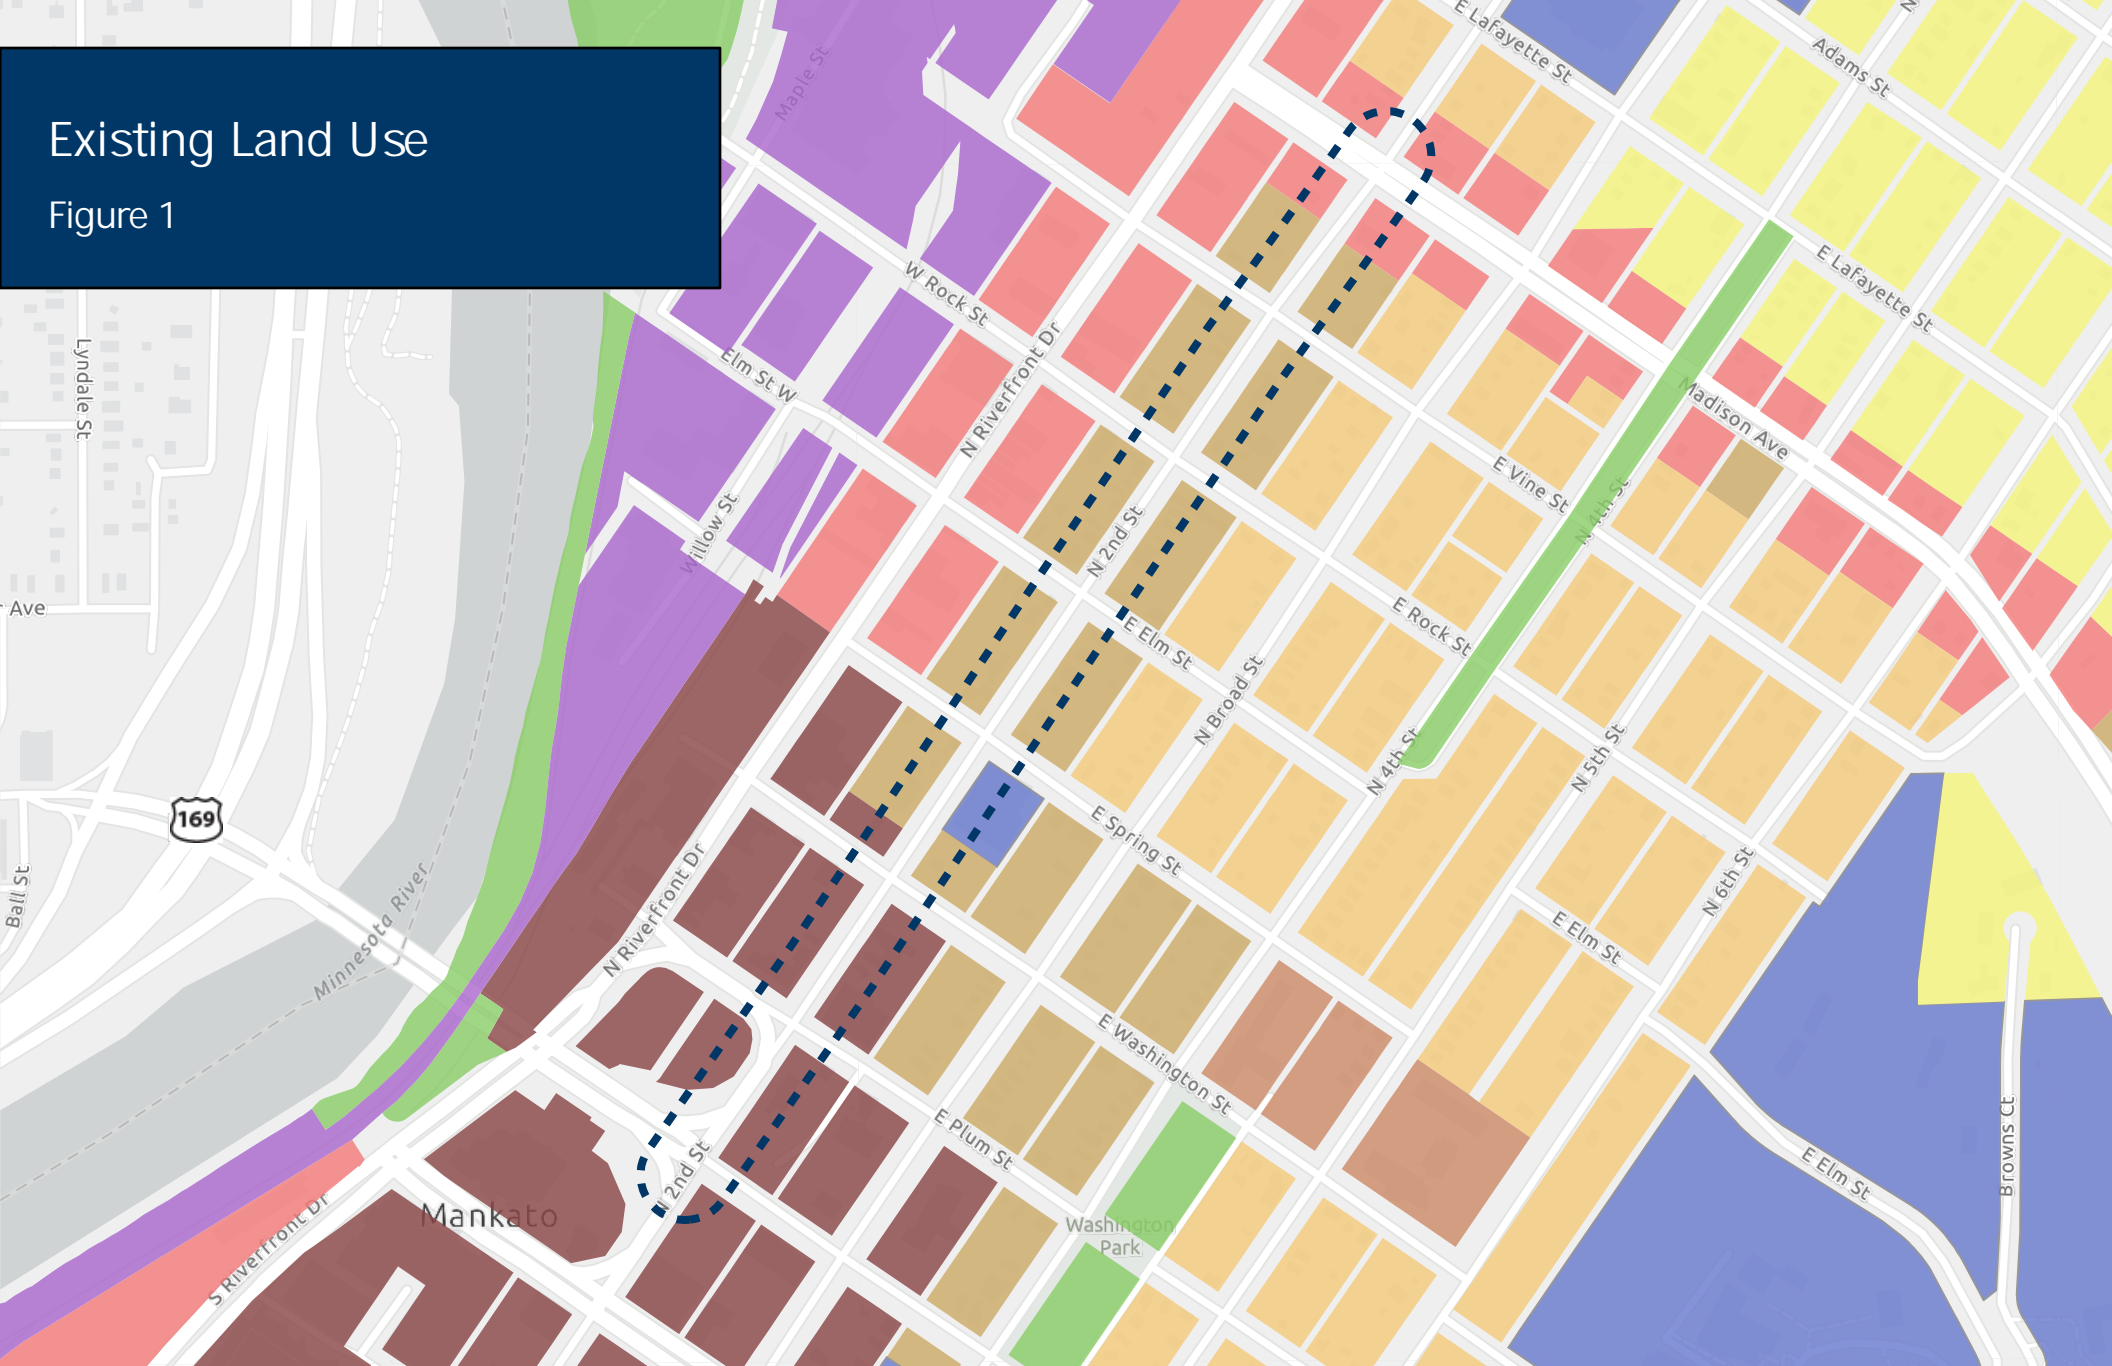 Existing Land Use
Figure 1
Maple St
E Lafayette St
Adams St
N
W Rock St
E Lafayette St
Lyndale St
Elm St W
N Riverfront Dr
Madison Ave
E Vine St
N 4th St
Willow St
N 2nd St
Ave
E Rock St
E Elm St
N Broad St
N 4th St
N 5th St
169
E Spring St
Ball St
N Riverfront Dr
N 6th St
Minnesota River
E Elm St
E Washington St
E Plum St
N 2nd St
Browns Ct
E Elm St
Mankato
S Riverfront Dr
Washington
Park